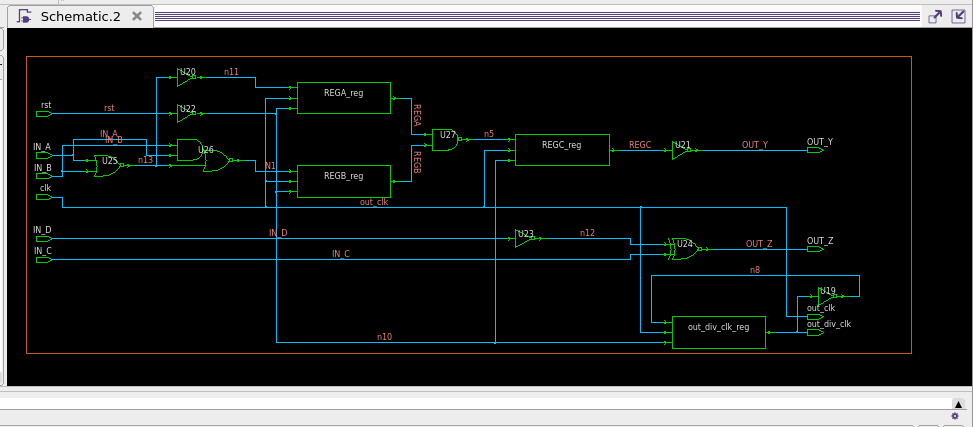 Schematic.2
U20
n11
REGA_reg
rst
rst
U22
REGA
IN_A
IN_B
U27
n5
REGC_reg
REGC
U21
OUT_Y
OUT_Y
IN_A
U25
n13
U26
N1
REGB
IN_B
REGB_reg
clk
out_clk
IN_D
IN_D
U23
n12
U24
OUT_Z
OUT_Z
IN_C
IN_C
n8
U19
out_clk
out_div_clk_reg
out_div_clk
n10